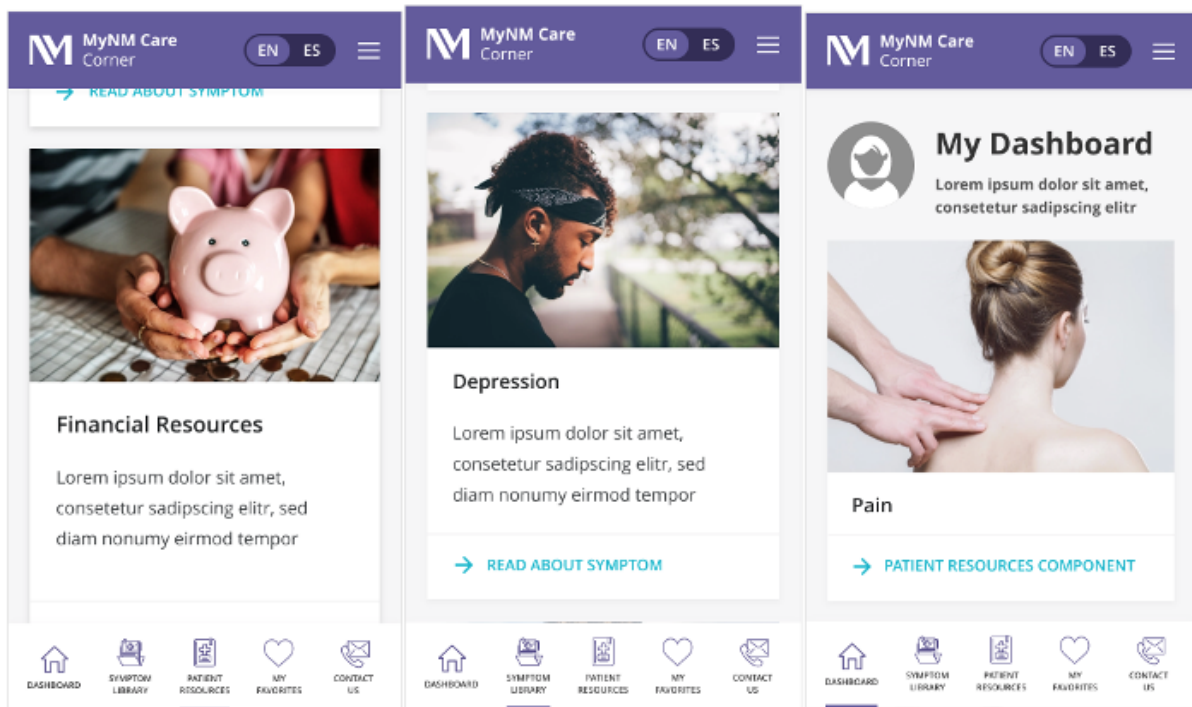 NM MyNM Care
Corner
EN ES
READ ABOUT SYMPTOM
Financial Resources
Lorem ipsum dolor sit amet,
consetetur sadipscing elitr, sed
diam nonumy eirmod tempor
DASHBOARD
SYMPTOM
LIBRARY
PATIENT
RESOURCES
MY
FAVORITES
CONTACT
US
NM MyNM Care
Corner
EN ES
Depression
Lorem ipsum dolor sit amet,
consetetur sadipscing elitr, sed
diam nonumy eirmod tempor
READ ABOUT SYMPTOM
DASHBOARD
SYMPTOM
LIBRARY
PATIENT
RESOURCES
MY
FAVORITES
CONTACT
US
NM MyNM Care
Corner
EN ES
My Dashboard
Lorem ipsum dolor sit amet,
consetetur sadipscing elitr
Pain
PATIENT RESOURCES COMPONENT
DASHBOARD
SYMPTOM
LIBRARY
PATIENT
RESOURCES
MY
FAVORITES
CONTACT
US